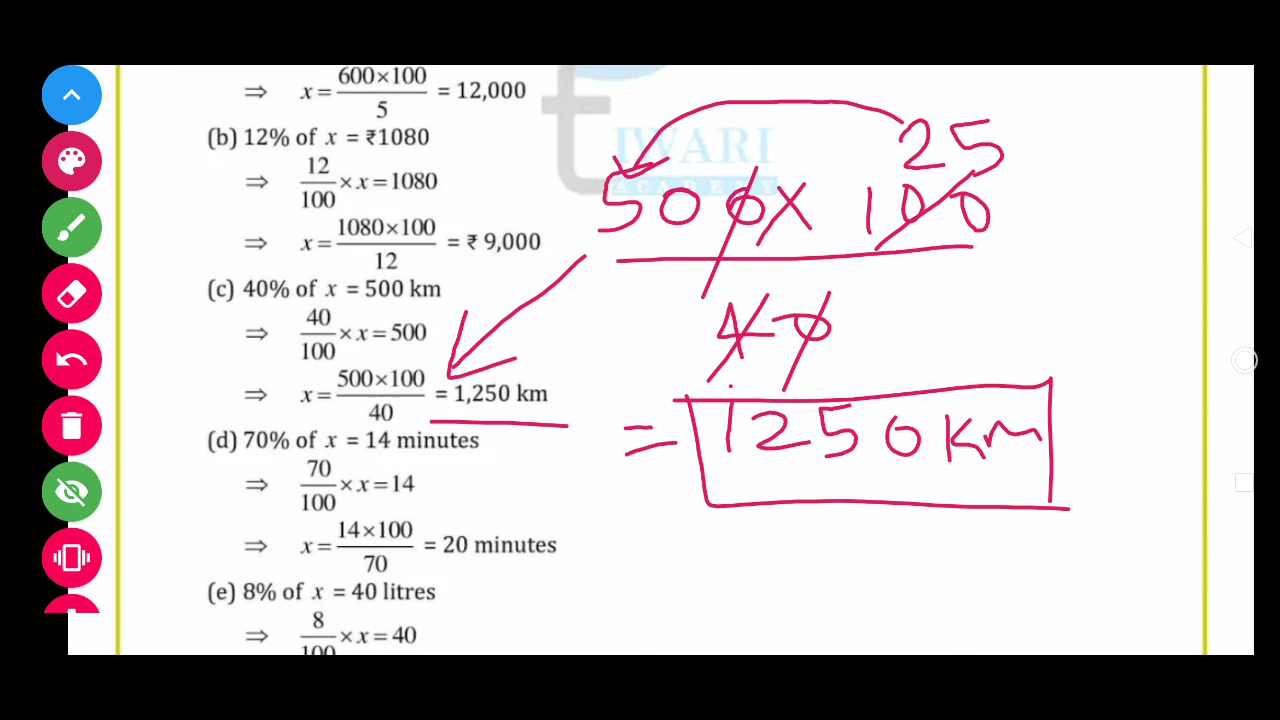 ⇒ x = 600×100/5 = 12,000
(b) 12% of x = ₹1080
⇒ 12/100 × x = 1080
⇒ x = 1080×100/12 = ₹ 9,000
(c) 40% of x = 500 km
⇒ 40/100 × x = 500
⇒ x = 500×100/40 = 1,250 km
(d) 70% of x = 14 minutes
⇒ 70/100 × x = 14
⇒ x = 14×100/70 = 20 minutes
(e) 8% of x = 40 litres
⇒ 8/100 × x = 40
tIWARI
ACADEMY
25
500 X 100
40
= 1250 Km